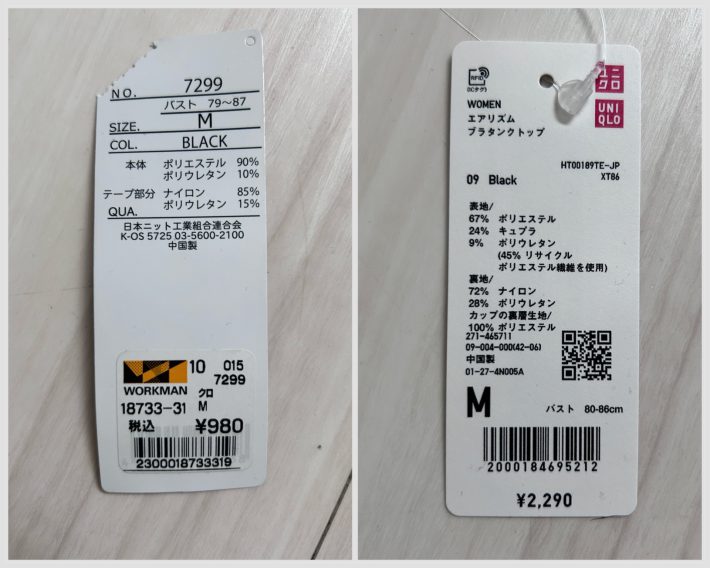 NO. 7299
バスト 79〜87
SIZE. M
COL. BLACK
本体 ポリエステル 90%
ポリウレタン 10%
テープ部分 ナイロン 85%
QUA. ポリウレタン 15%
日本ニット工業組合連合会
K-OS 5725 03-5600-2100
中国製
10 015
7299
WORKMAN
クロ
18733-31 M
税込 ¥980
2300018733319
RFID
ユニクロ
WOMEN
エアリズム
ブラタンクトップ
UNIQLO
HT00189TE-JP
XT86
09 Black
表地/
67% ポリエステル
24% キュプラ
9% ポリウレタン
(45% リサイクル
ポリエステル繊維を使用)
裏地/
72% ナイロン
28% ポリウレタン
カップの裏層生地/
100% ポリエステル
271-465711
09-004-000(42-06)
中国製
01-27-4N005A
M バスト 80-86cm
2000184695212
¥2,290